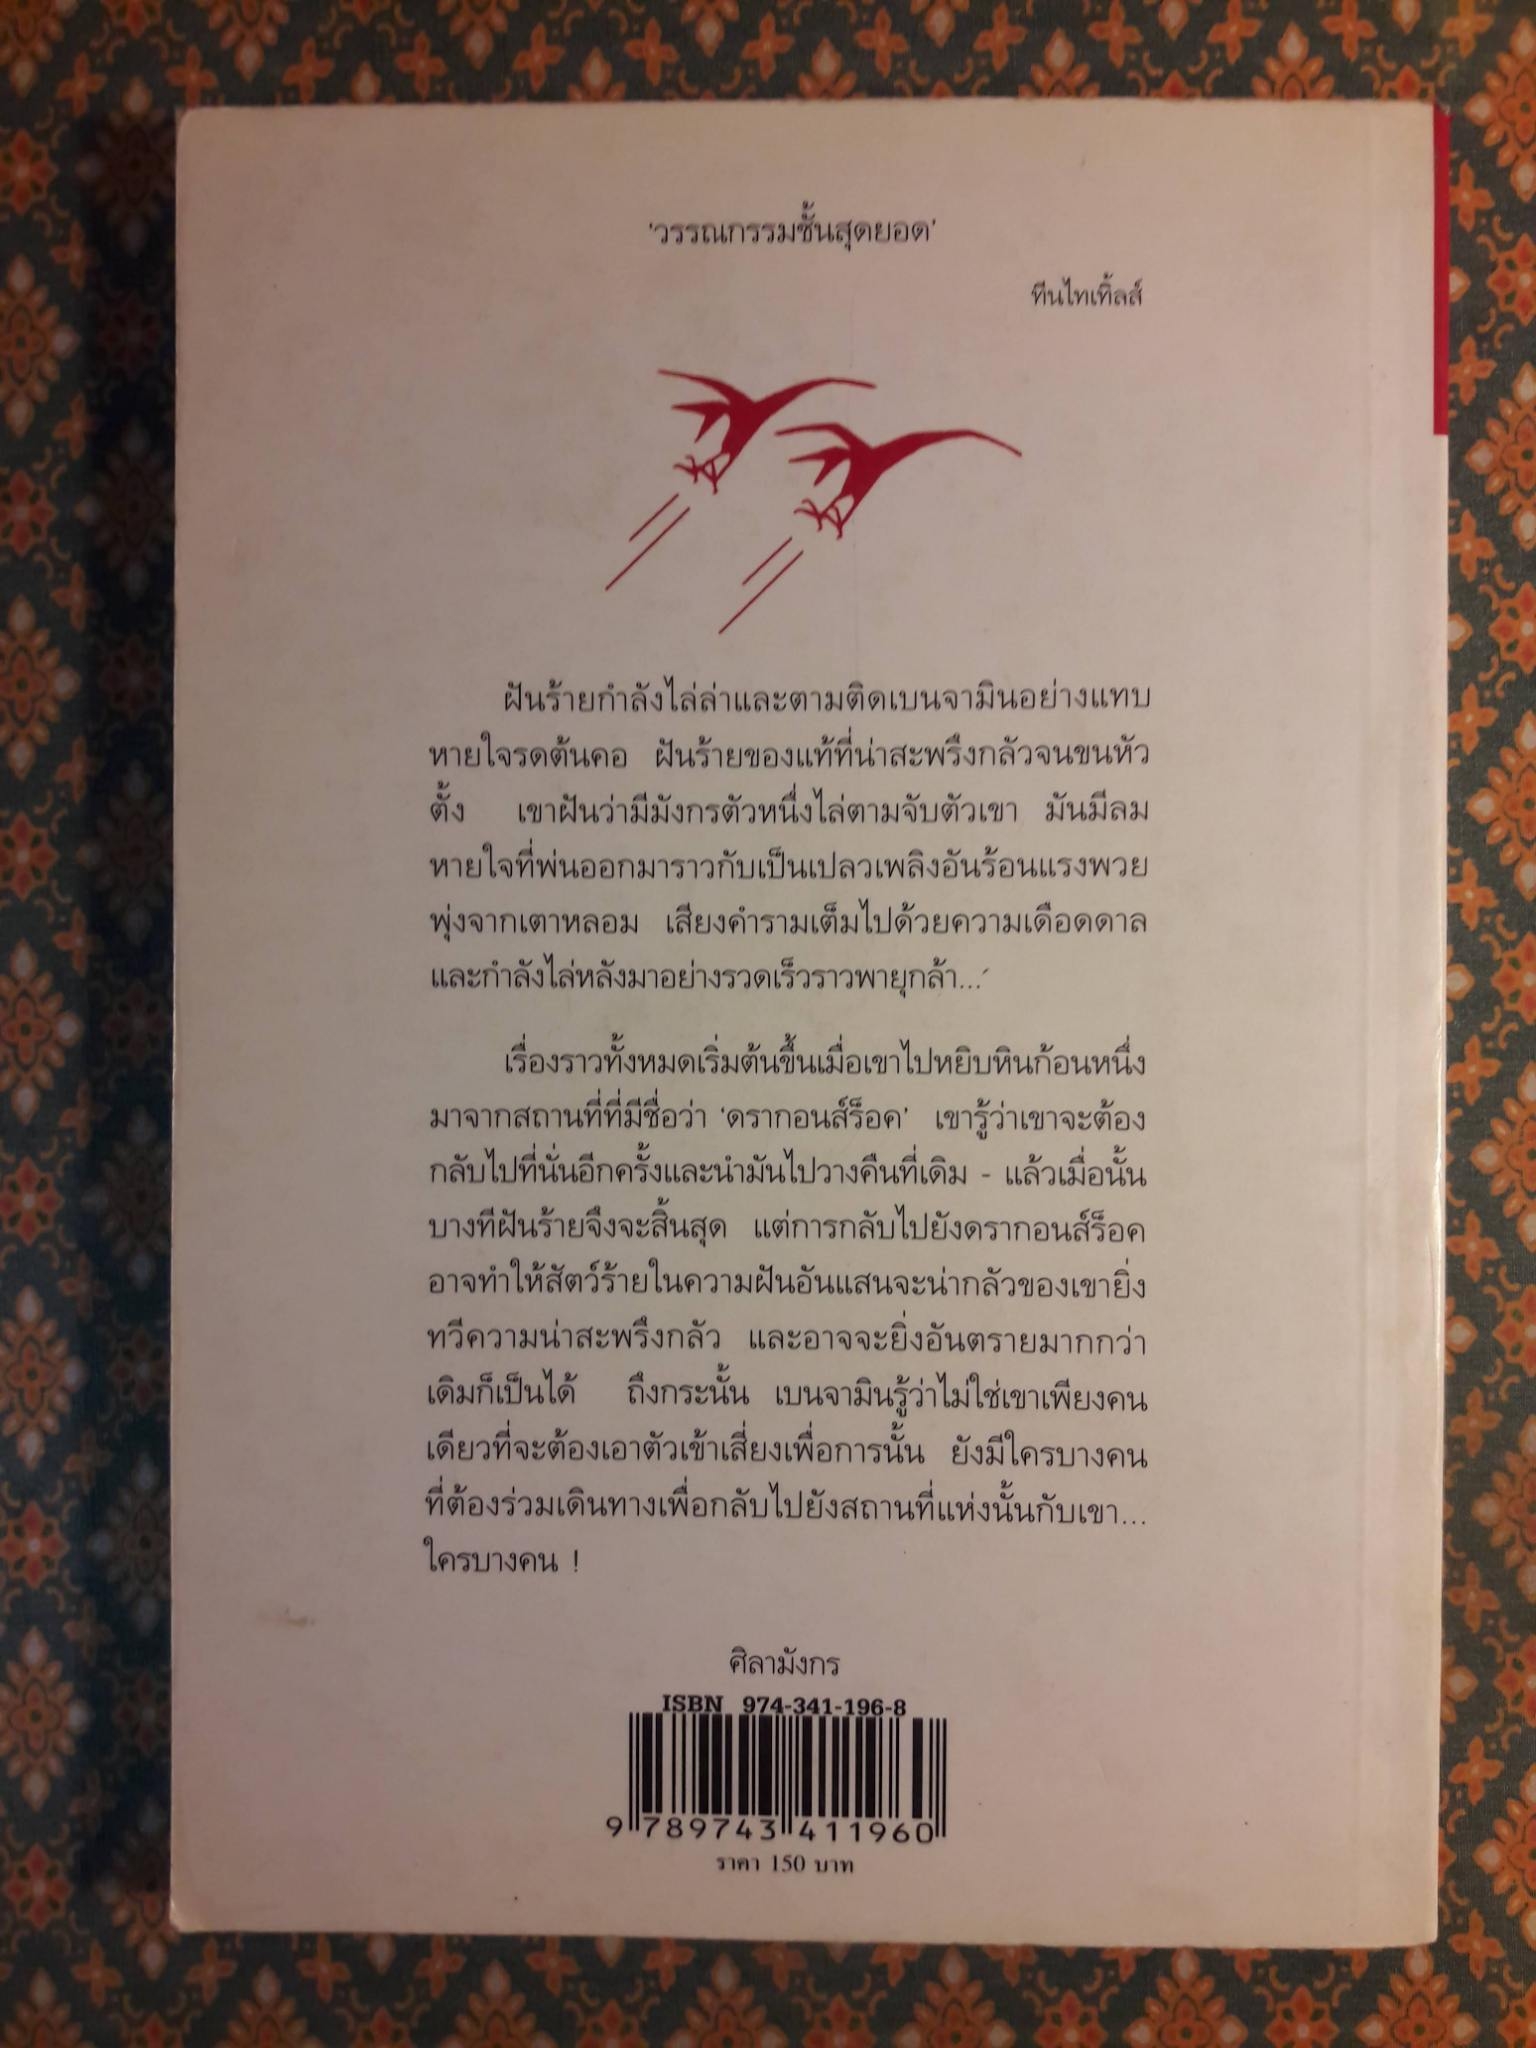 'วรรณกรรมชั้นสุดยอด'
ทีนไทเทิ้ลส์
ฝันร้ายกำลังไล่ล่าและตามติดเบนจามินอย่างแทบ
หายใจรดต้นคอ ฝันร้ายของแท้ที่น่าสะพรึงกลัวจนขนหัว
ตั้ง เขาฝันว่ามีมังกรตัวหนึ่งไล่ตามจับตัวเขา มันมีลม
หายใจที่พ่นออกมาราวกับเป็นเปลวเพลิงอันร้อนแรงพวย
พุ่งจากเตาหลอม เสียงคำรามเต็มไปด้วยความเดือดดาล
และกำลังไล่หลังมาอย่างรวดเร็วราวพายุกล้า...'
เรื่องราวทั้งหมดเริ่มต้นขึ้นเมื่อเขาไปหยิบหินก้อนหนึ่ง
มาจากสถานที่ที่มีชื่อว่า 'ดรากอนส์ร็อค' เขารู้ว่าเขาจะต้อง
กลับไปที่นั่นอีกครั้งและนำมันไปวางคืนที่เดิม - แล้วเมื่อนั้น
บางทีฝันร้ายจึงจะสิ้นสุด แต่การกลับไปยังดรากอนส์ร็อค
อาจทำให้สัตว์ร้ายในความฝันอันแสนจะน่ากลัวของเขายิ่ง
ทวีความน่าสะพรึงกลัว และอาจจะยิ่งอันตรายมากกว่า
เดิมก็เป็นได้ ถึงกระนั้น เบนจามินรู้ว่าไม่ใช่เขาเพียงคน
เดียวที่จะต้องเอาตัวเข้าเสี่ยงเพื่อการนั้น ยังมีใครบางคน
ที่ต้องร่วมเดินทางเพื่อกลับไปยังสถานที่แห่งนั้นกับเขา...
ใครบางคน !
ศิลามังกร
ISBN 974-341-196-8
9 789743 411960
ราคา 150 บาท